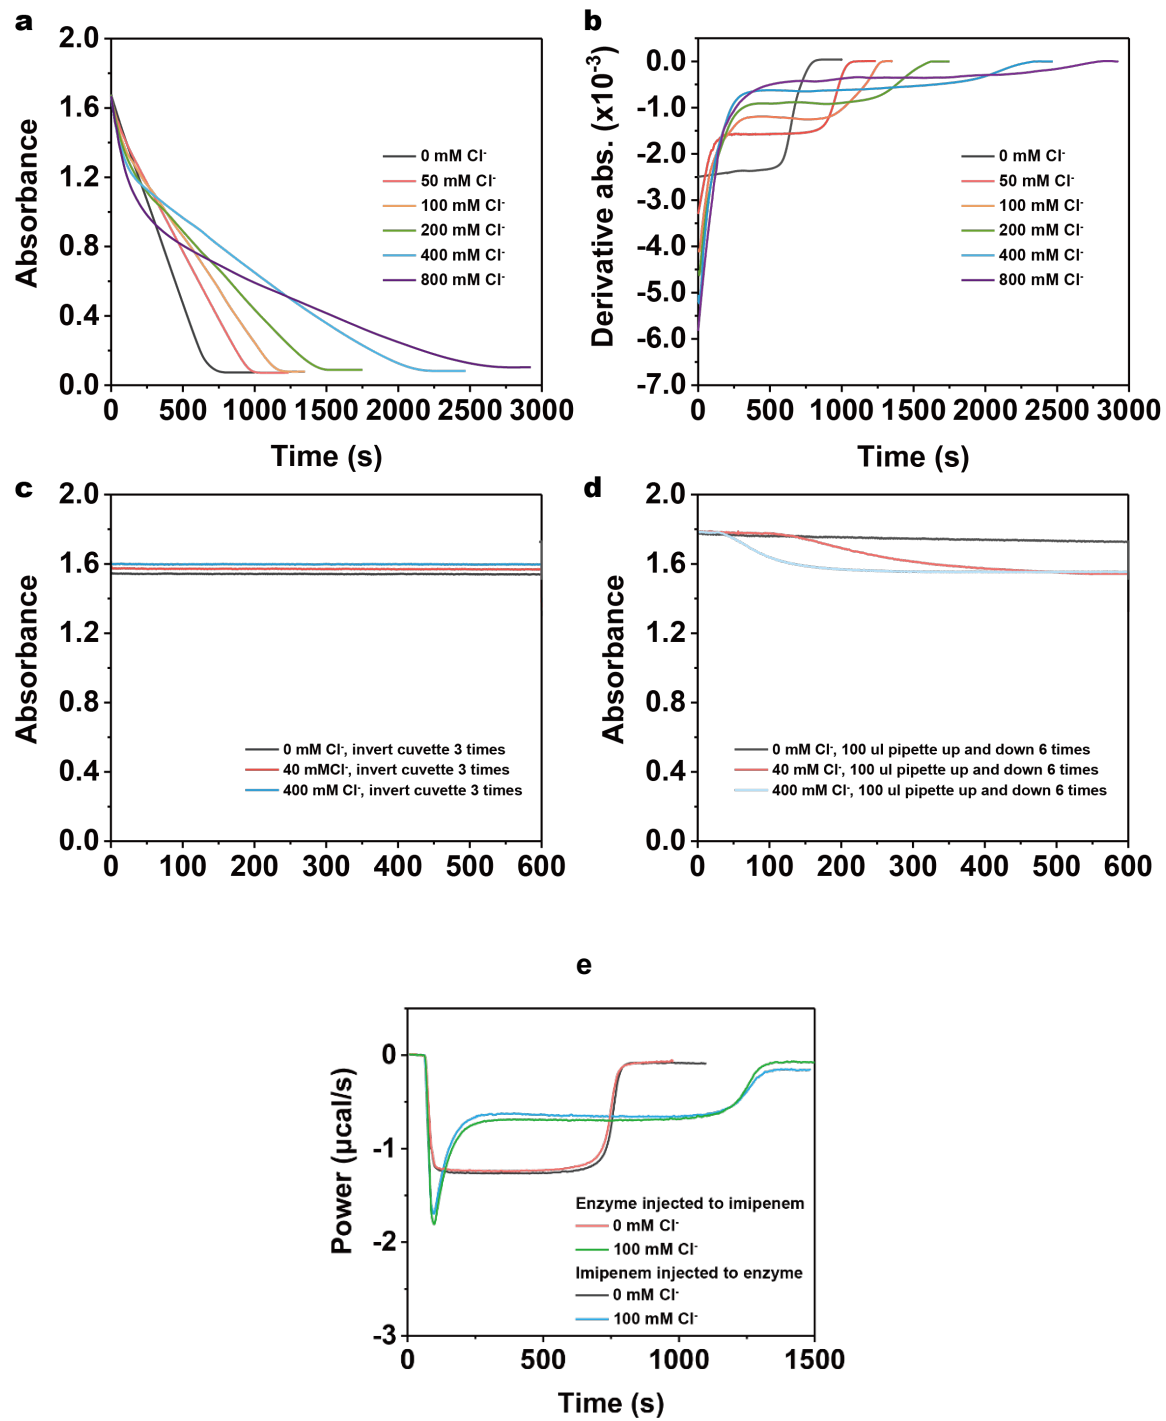 a
2.0
1.6
1.2
0.8
0.4
0.0
Absorbance
0 mM Cl-
50 mM Cl-
100 mM Cl-
200 mM Cl-
400 mM Cl-
800 mM Cl-
0 500 1000 1500 2000 2500 3000
Time (s)
b
0.0
-1.0
-2.0
-3.0
-4.0
-5.0
-6.0
-7.0
Derivative abs. (x10-3)
0 mM Cl-
50 mM Cl-
100 mM Cl-
200 mM Cl-
400 mM Cl-
800 mM Cl-
0 500 1000 1500 2000 2500 3000
Time (s)
c
2.0
1.6
1.2
0.8
0.4
0.0
Absorbance
0 mM Cl-, invert cuvette 3 times
40 mMCl-, invert cuvette 3 times
400 mM Cl-, invert cuvette 3 times
0 100 200 300 400 500 600
d
2.0
1.6
1.2
0.8
0.4
0.0
Absorbance
0 mM Cl-, 100 ul pipette up and down 6 times
40 mM Cl-, 100 ul pipette up and down 6 times
400 mM Cl-, 100 ul pipette up and down 6 times
0 100 200 300 400 500 600
e
0
-1
-2
-3
Power (μcal/s)
Enzyme injected to imipenem
0 mM Cl-
100 mM Cl-
Imipenem injected to enzyme
0 mM Cl-
100 mM Cl-
0 500 1000 1500
Time (s)